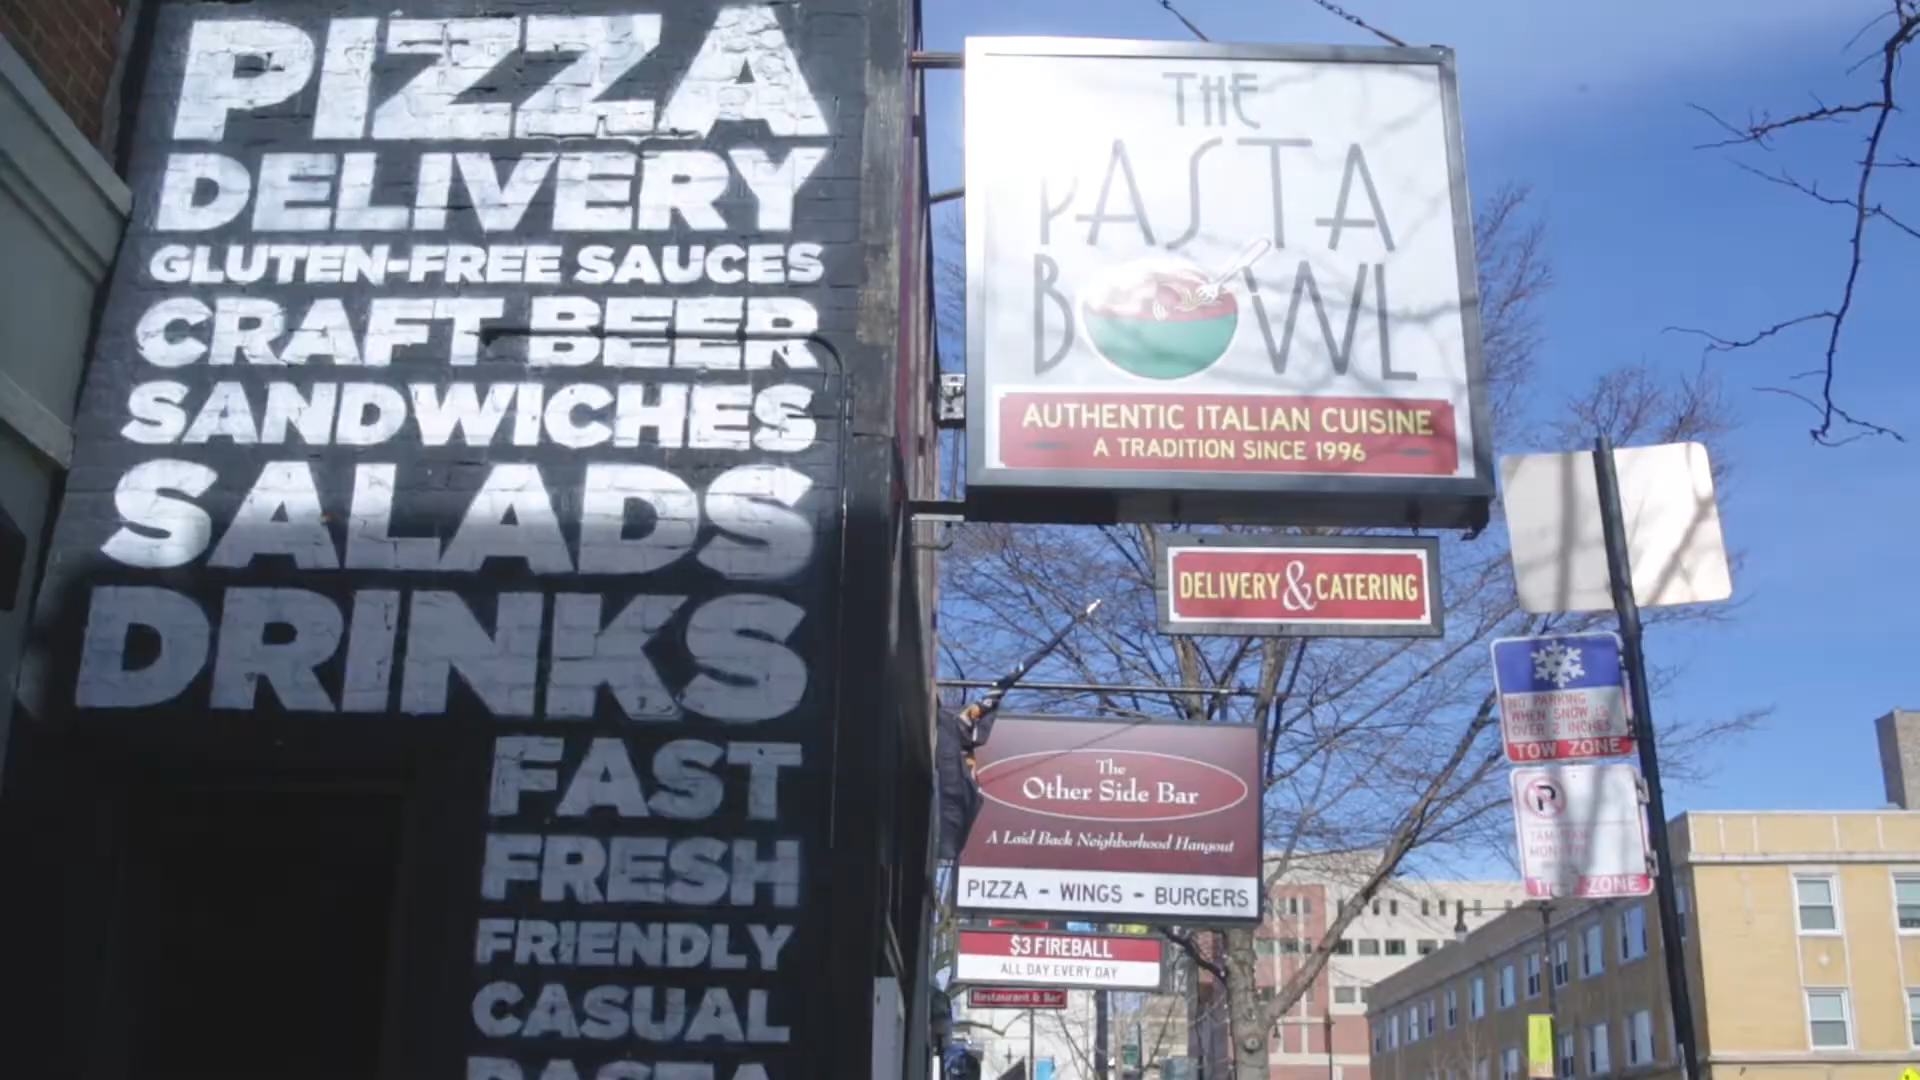 PIZZA
DELIVERY
GLUTEN-FREE SAUCES
CRAFT BEER
SANDWICHES
SALADS
DRINKS
FAST
FRESH
FRIENDLY
CASUAL
PASTA
THE
PASTA
BOWL
AUTHENTIC ITALIAN CUISINE
A TRADITION SINCE 1996
DELIVERY & CATERING
The
Other Side Bar
A Laid Back Neighborhood Hangout
PIZZA - WINGS - BURGERS
$3 FIREBALL
ALL DAY EVERY DAY
Restaurant & Bar
NO PARKING
WHEN SNOW IS
OVER 2 INCHES
TOW ZONE
P
ZONE